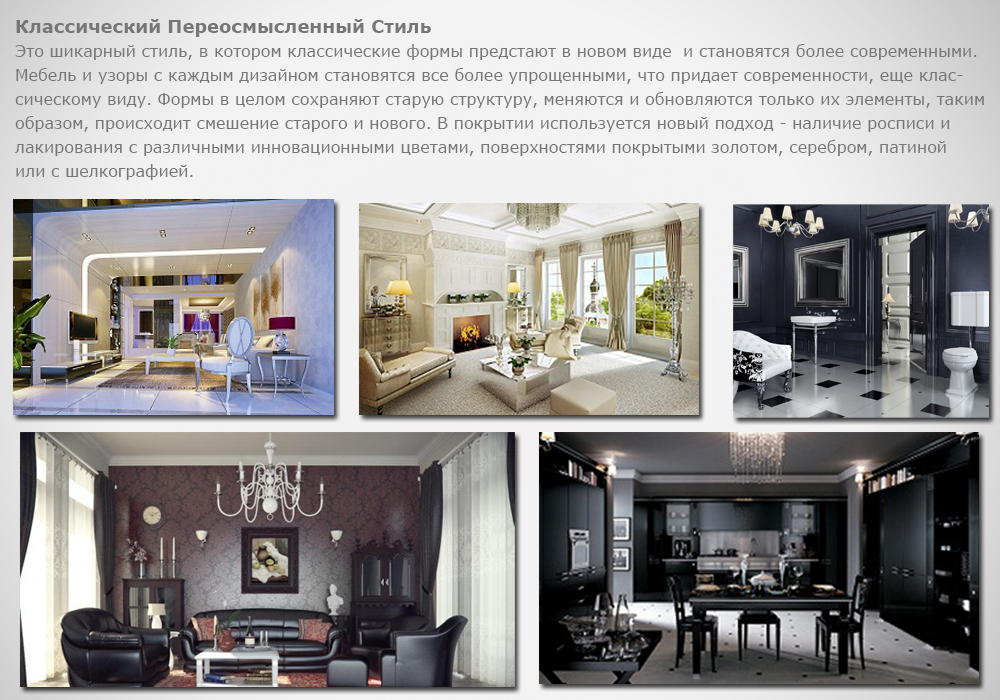 Классический Переосмысленный Стиль
Это шикарный стиль, в котором классические формы предстают в новом виде  и становятся более современными.
Мебель и узоры с каждым дизайном становятся все более упрощенными, что придает современности, еще клас-
сическому виду. Формы в целом сохраняют старую структуру, меняются и обновляются только их элементы, таким
образом, происходит смешение старого и нового. В покрытии используется новый подход - наличие росписи и
лакирования с различными инновационными цветами, поверхностями покрытыми золотом, серебром, патиной
или с шелкографией.